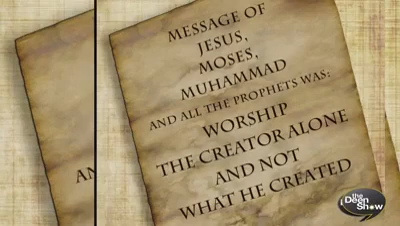 MESSAGE OF
JESUS,
MOSES,
MUHAMMAD
AND ALL THE PROPHETS WAS:
WORSHIP
THE CREATOR ALONE
AND NOT
WHAT HE CREATED
AN
the
Deen
Show